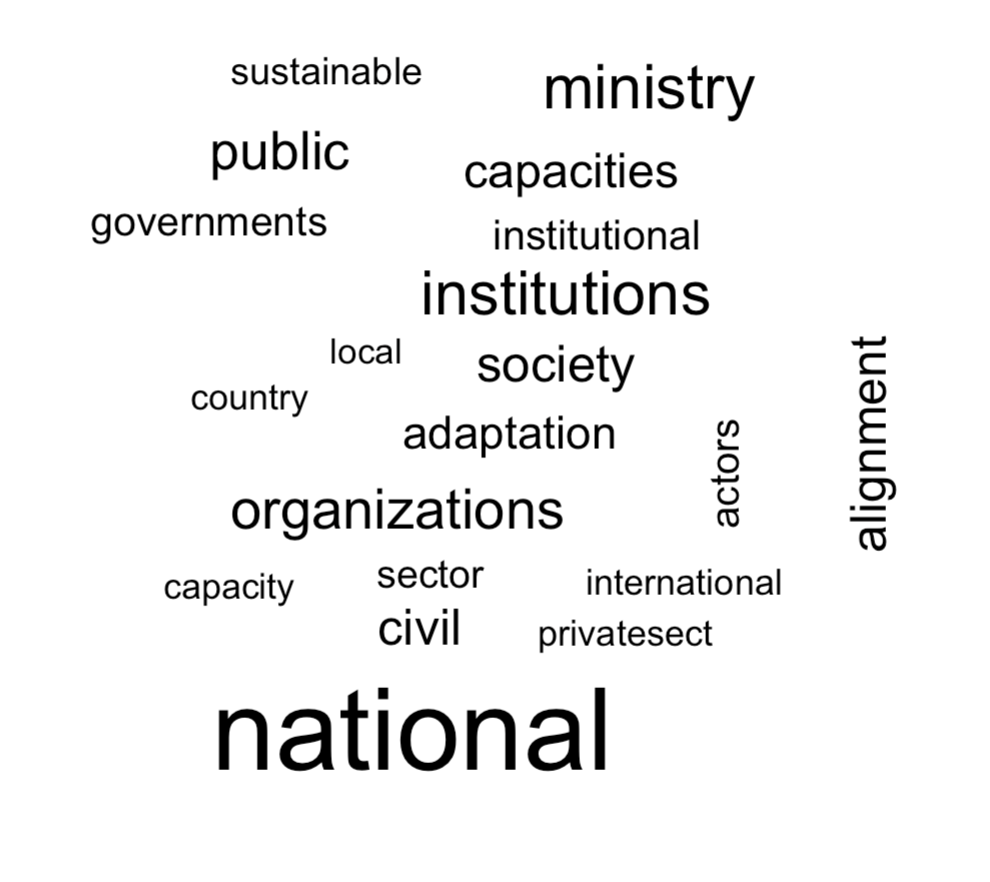 sustainable
ministry
public
capacities
governments
institutional
institutions
local
society
country
adaptation
actors
alignment
organizations
capacity
sector
international
civil
privatesect
national